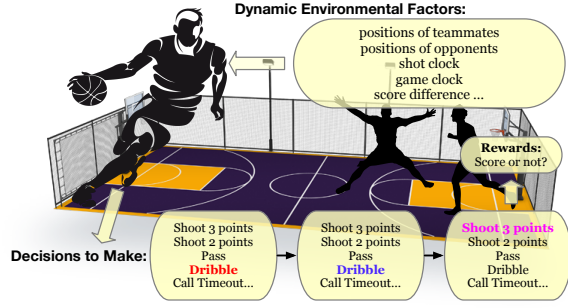 Dynamic Environmental Factors:
positions of teammates
positions of opponents
shot clock
game clock
score difference ...
Rewards:
Score or not?
Decisions to Make:
Shoot 3 points
Shoot 2 points
Pass
Dribble
Call Timeout...
Shoot 3 points
Shoot 2 points
Pass
Dribble
Call Timeout...
Shoot 3 points
Shoot 2 points
Pass
Dribble
Call Timeout...